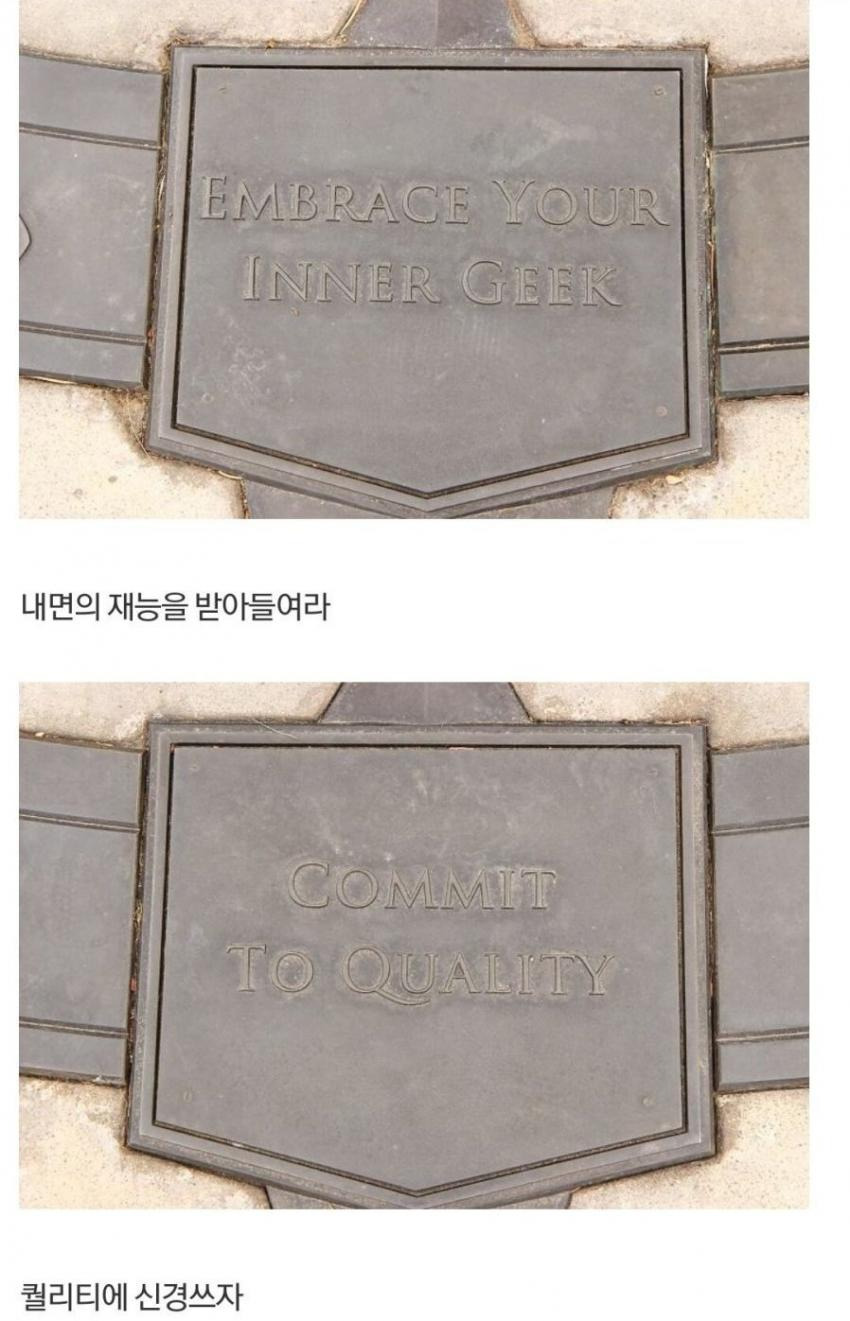 EMBRACE YOUR
INNER GEEK
내면의 재능을 받아들여라
COMMIT
TO QUALITY
퀄리티에 신경쓰자